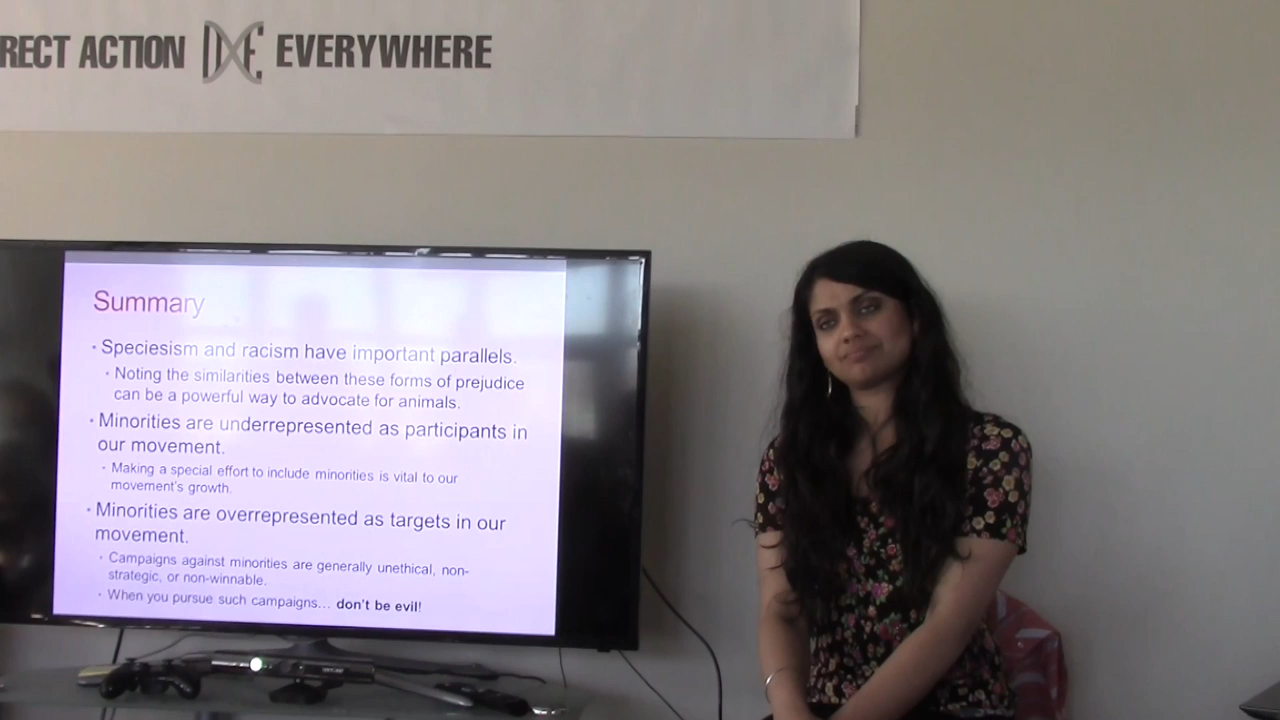 RECT ACTION DXE EVERYWHERE
Summary
• Speciesism and racism have important parallels.
• Noting the similarities between these forms of prejudice
can be a powerful way to advocate for animals.
• Minorities are underrepresented as participants in
our movement.
• Making a special effort to include minorities is vital to our
movement's growth.
• Minorities are overrepresented as targets in our
movement.
• Campaigns against minorities are generally unethical, non-
strategic, or non-winnable.
• When you pursue such campaigns… don't be evil!